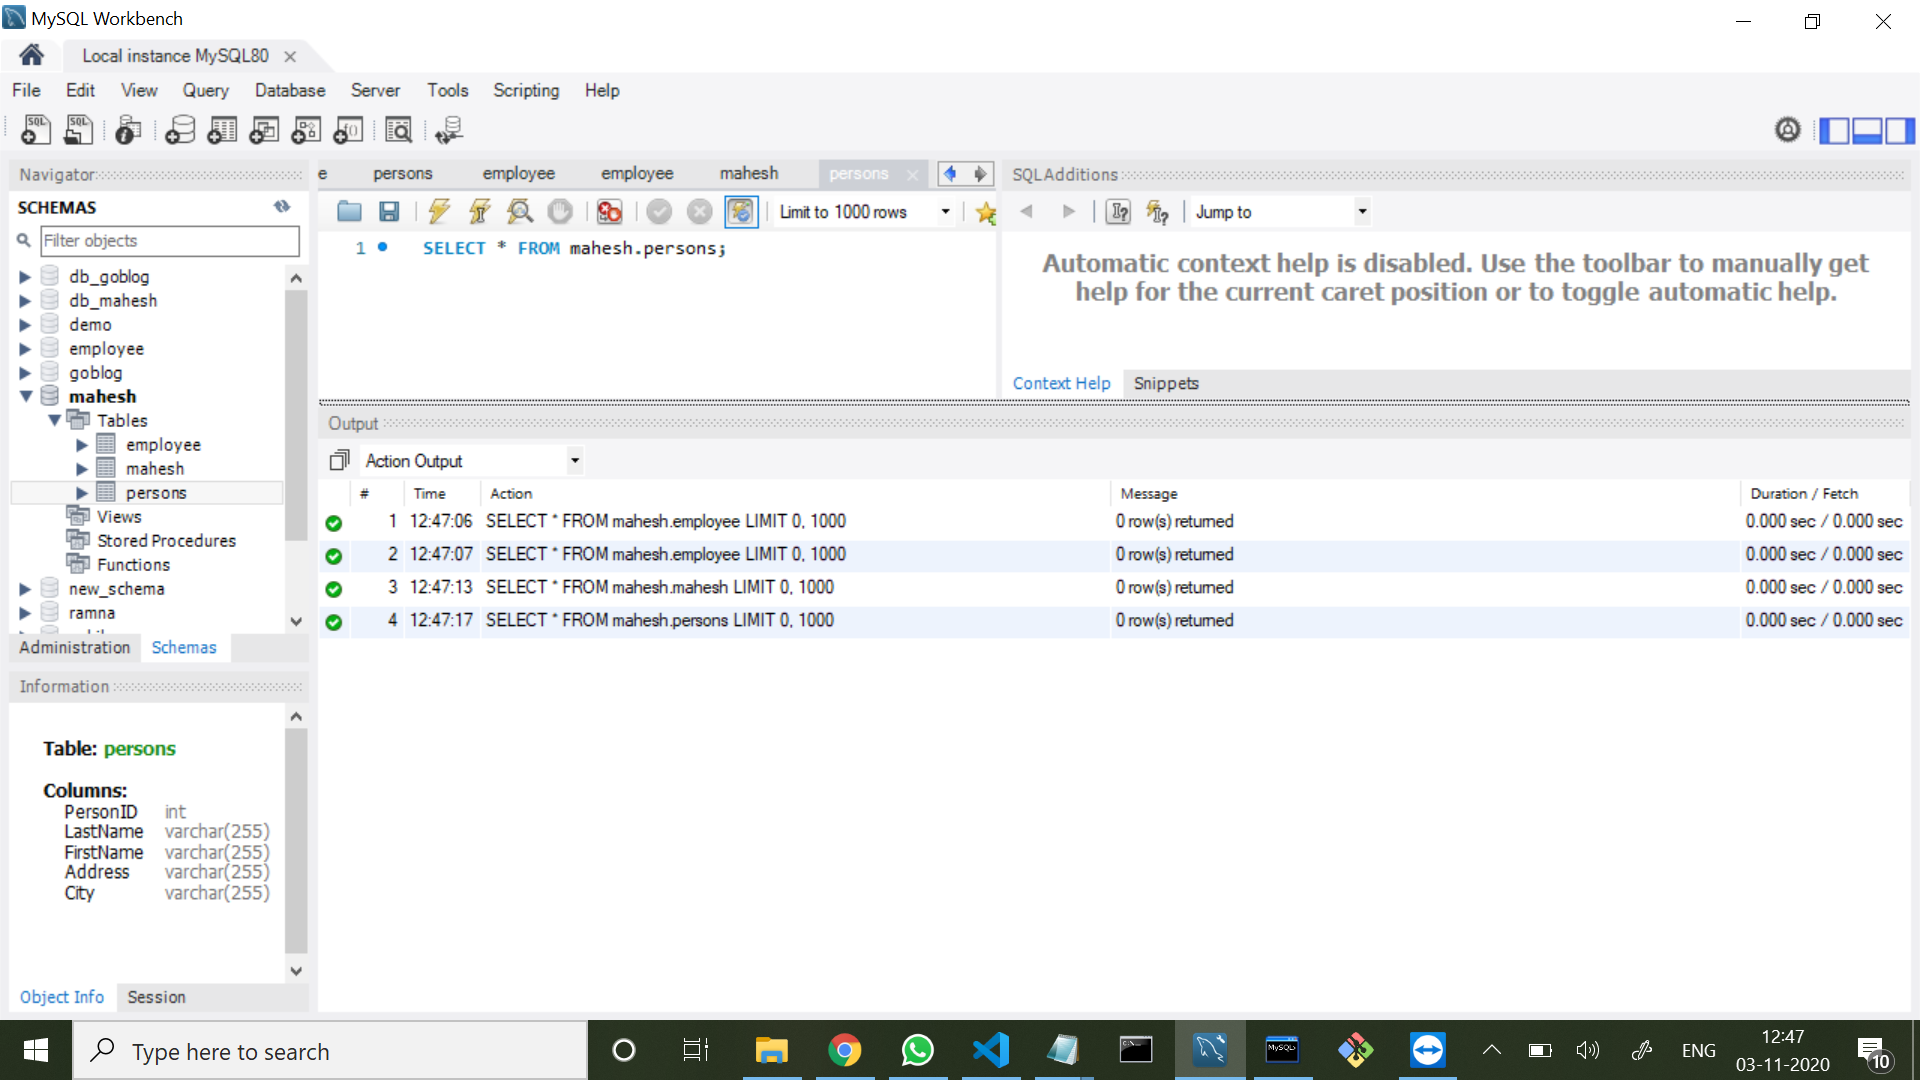 MySQL Workbench
Local instance MySQL80
File Edit View Query Database Server Tools Scripting Help
Navigator
SCHEMAS
Filter objects
db_goblog
db_mahesh
demo
employee
goblog
mahesh
Tables
employee
mahesh
persons
Views
Stored Procedures
Functions
new_schema
ramna
Administration Schemas
Information
Table: persons
Columns:
PersonID int
LastName varchar(255)
FirstName varchar(255)
Address varchar(255)
City varchar(255)
Object Info Session
e persons employee employee mahesh persons
Limit to 1000 rows
1 SELECT * FROM mahesh.persons;
SQLAdditions
Jump to
Automatic context help is disabled. Use the toolbar to manually get
help for the current caret position or to toggle automatic help.
Context Help Snippets
Output
Action Output
# Time Action Message Duration / Fetch
1 12:47:06 SELECT * FROM mahesh.employee LIMIT 0, 1000 0 row(s) returned 0.000 sec / 0.000 sec
2 12:47:07 SELECT * FROM mahesh.employee LIMIT 0, 1000 0 row(s) returned 0.000 sec / 0.000 sec
3 12:47:13 SELECT * FROM mahesh.mahesh LIMIT 0, 1000 0 row(s) returned 0.000 sec / 0.000 sec
4 12:47:17 SELECT * FROM mahesh.persons LIMIT 0, 1000 0 row(s) returned 0.000 sec / 0.000 sec
Type here to search
MySQL
ENG
12:47
03-11-2020
10